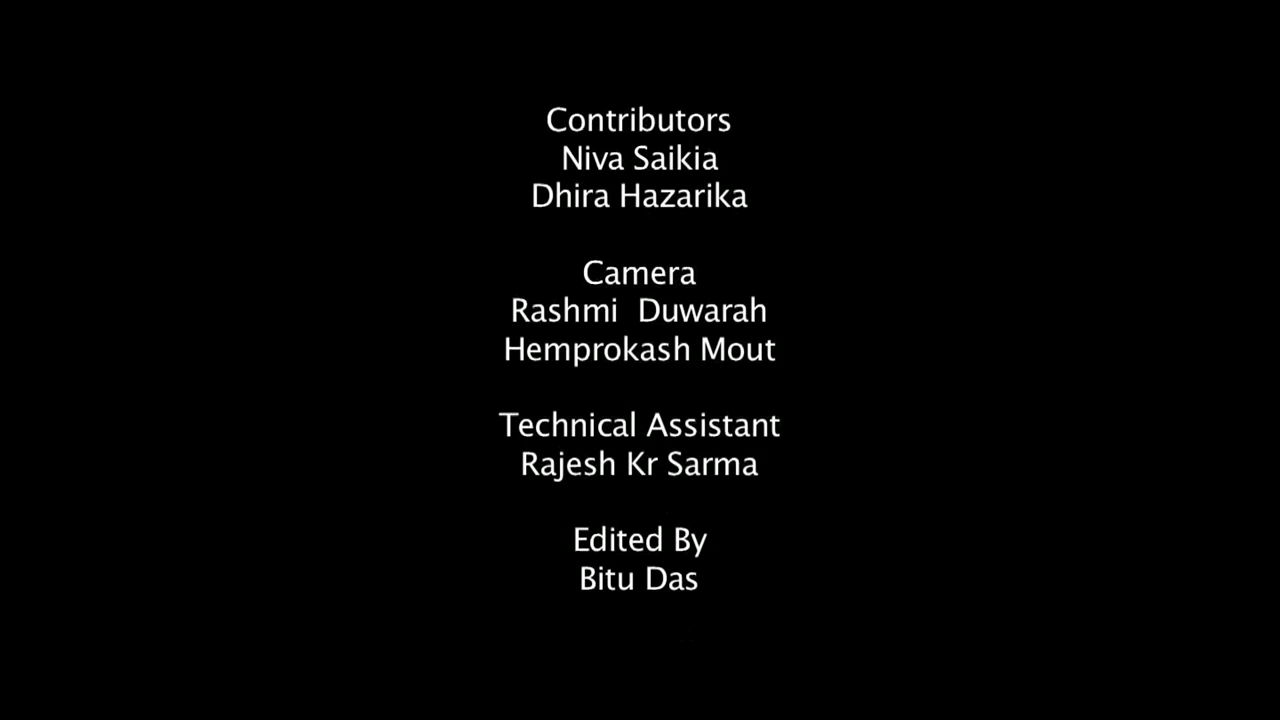 Contributors
Niva Saikia
Dhira Hazarika
Camera
Rashmi  Duwarah
Hemprokash Mout
Technical Assistant
Rajesh Kr Sarma
Edited By
Bitu Das